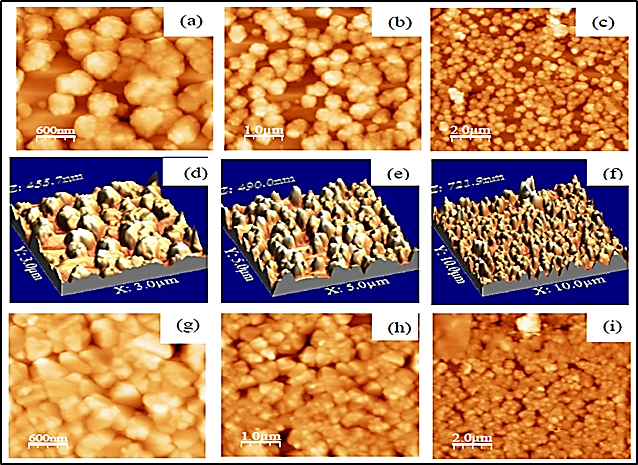 (a)
600nm
(b)
1.0µm
(c)
2.0µm
(d)
Z: 455.7nm
Y: 3.0µm
X: 3.0µm
(e)
Z: 490.0nm
Y: 5.0µm
X: 5.0µm
(f)
Z: 721.9nm
Y: 10.0µm
X: 10.0µm
(g)
600nm
(h)
1.0µm
(i)
2.0µm